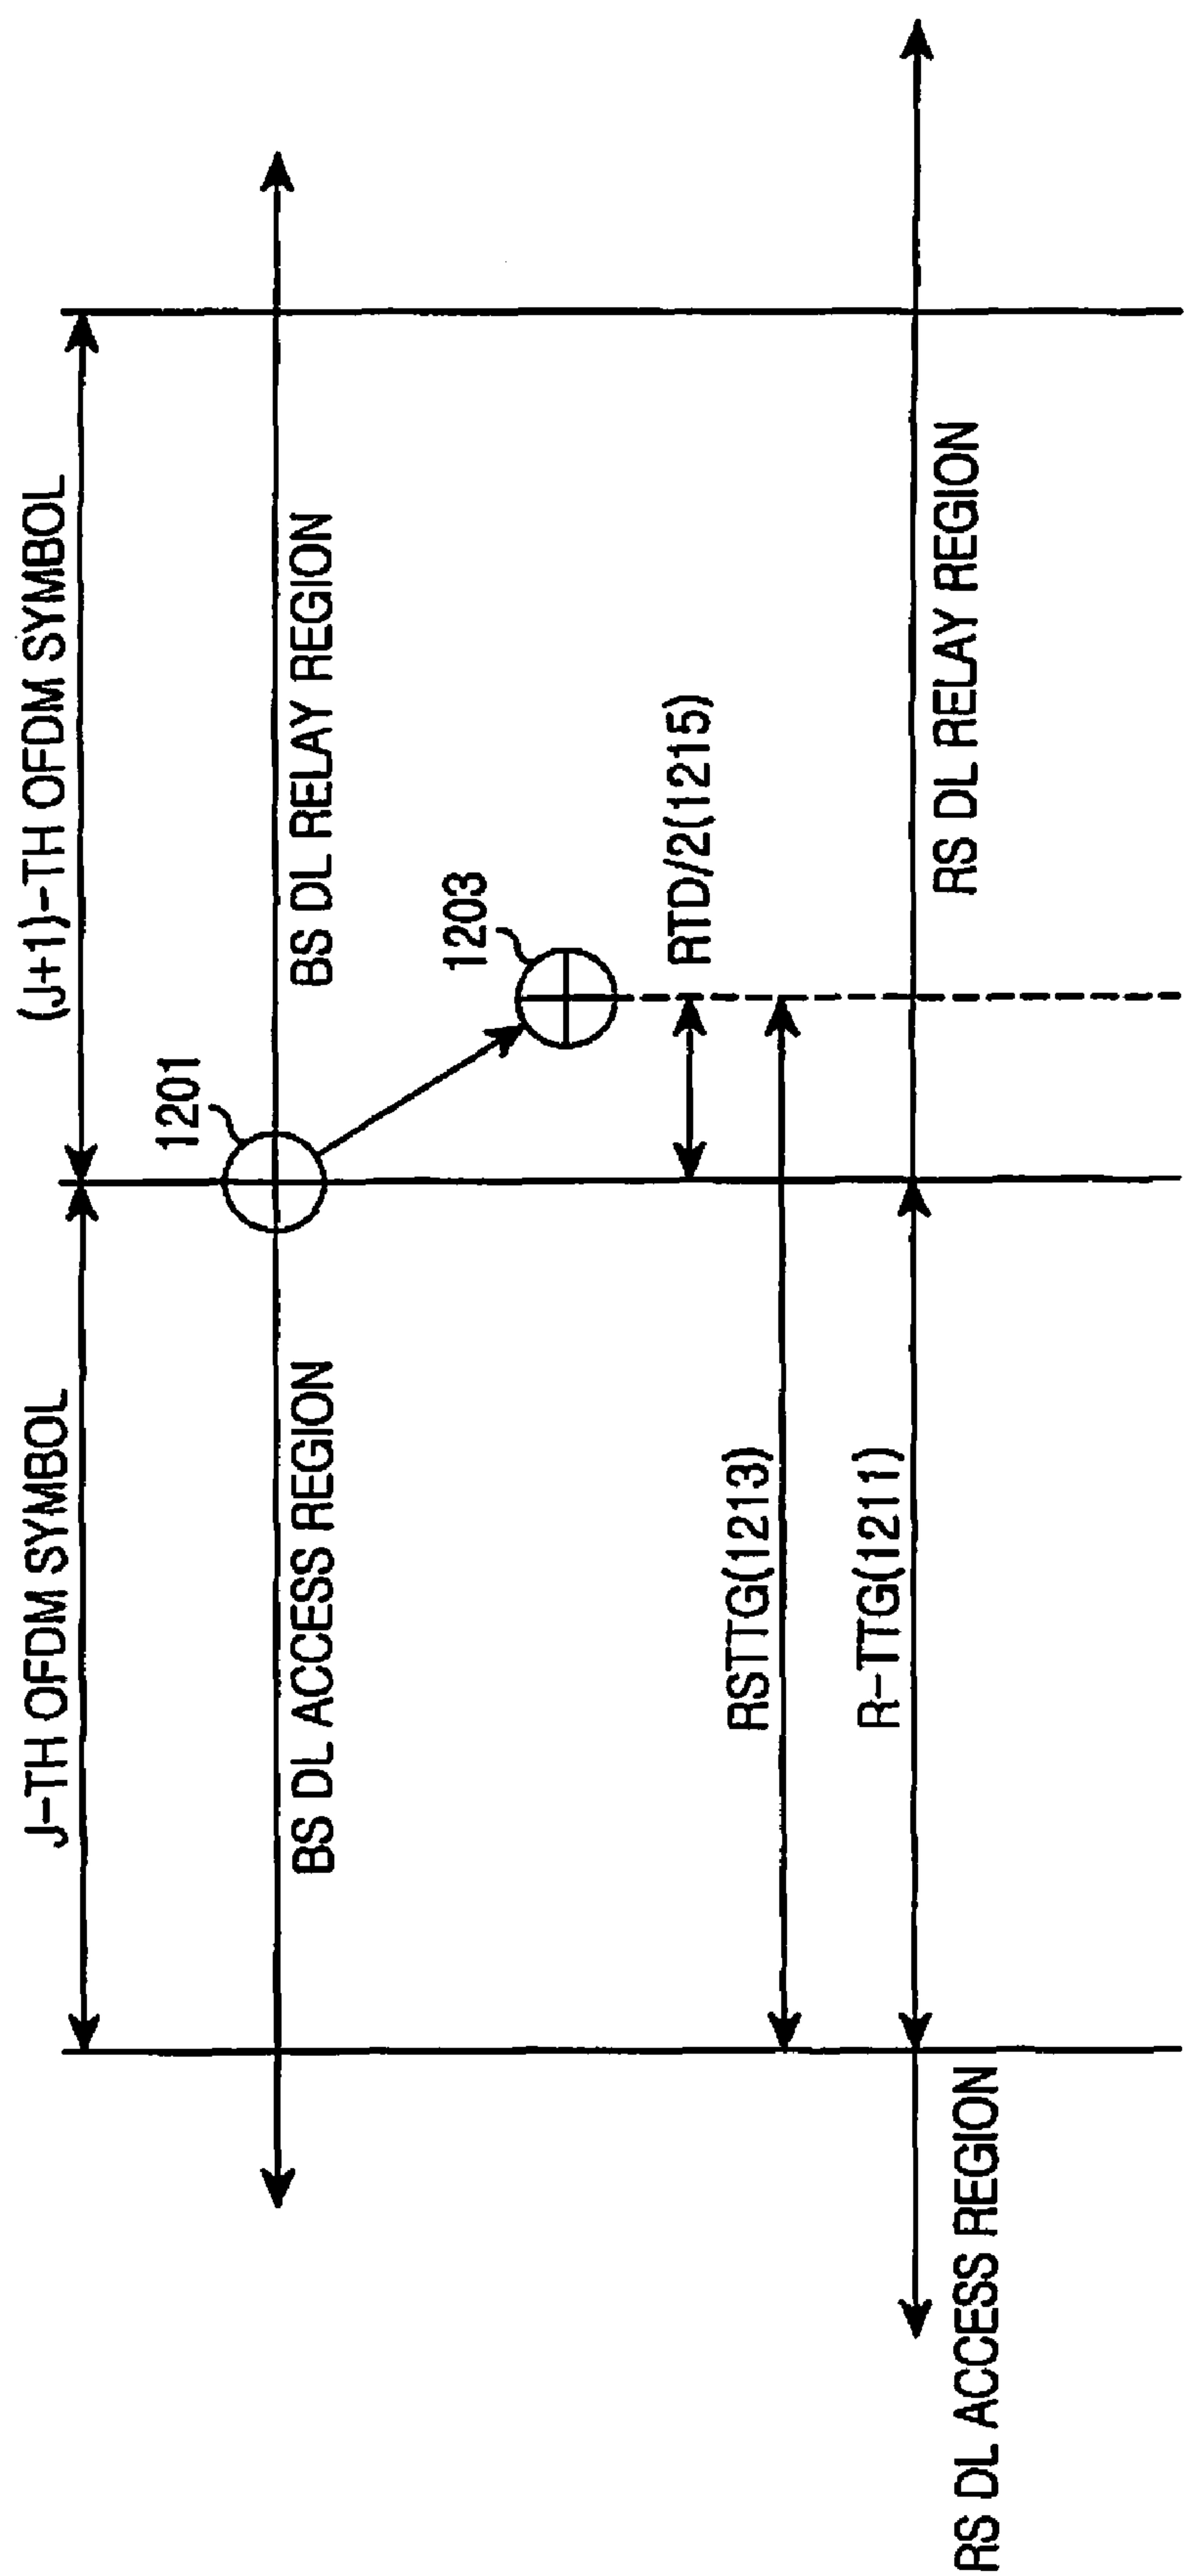 J-TH OFDM SYMBOL
(J+1)-TH OFDM SYMBOL
1201
BS DL ACCESS REGION
BS DL RELAY REGION
1203
RTD/2(1215)
RSTTG(1213)
R-TTG(1211)
RS DL RELAY REGION
RS DL ACCESS REGION